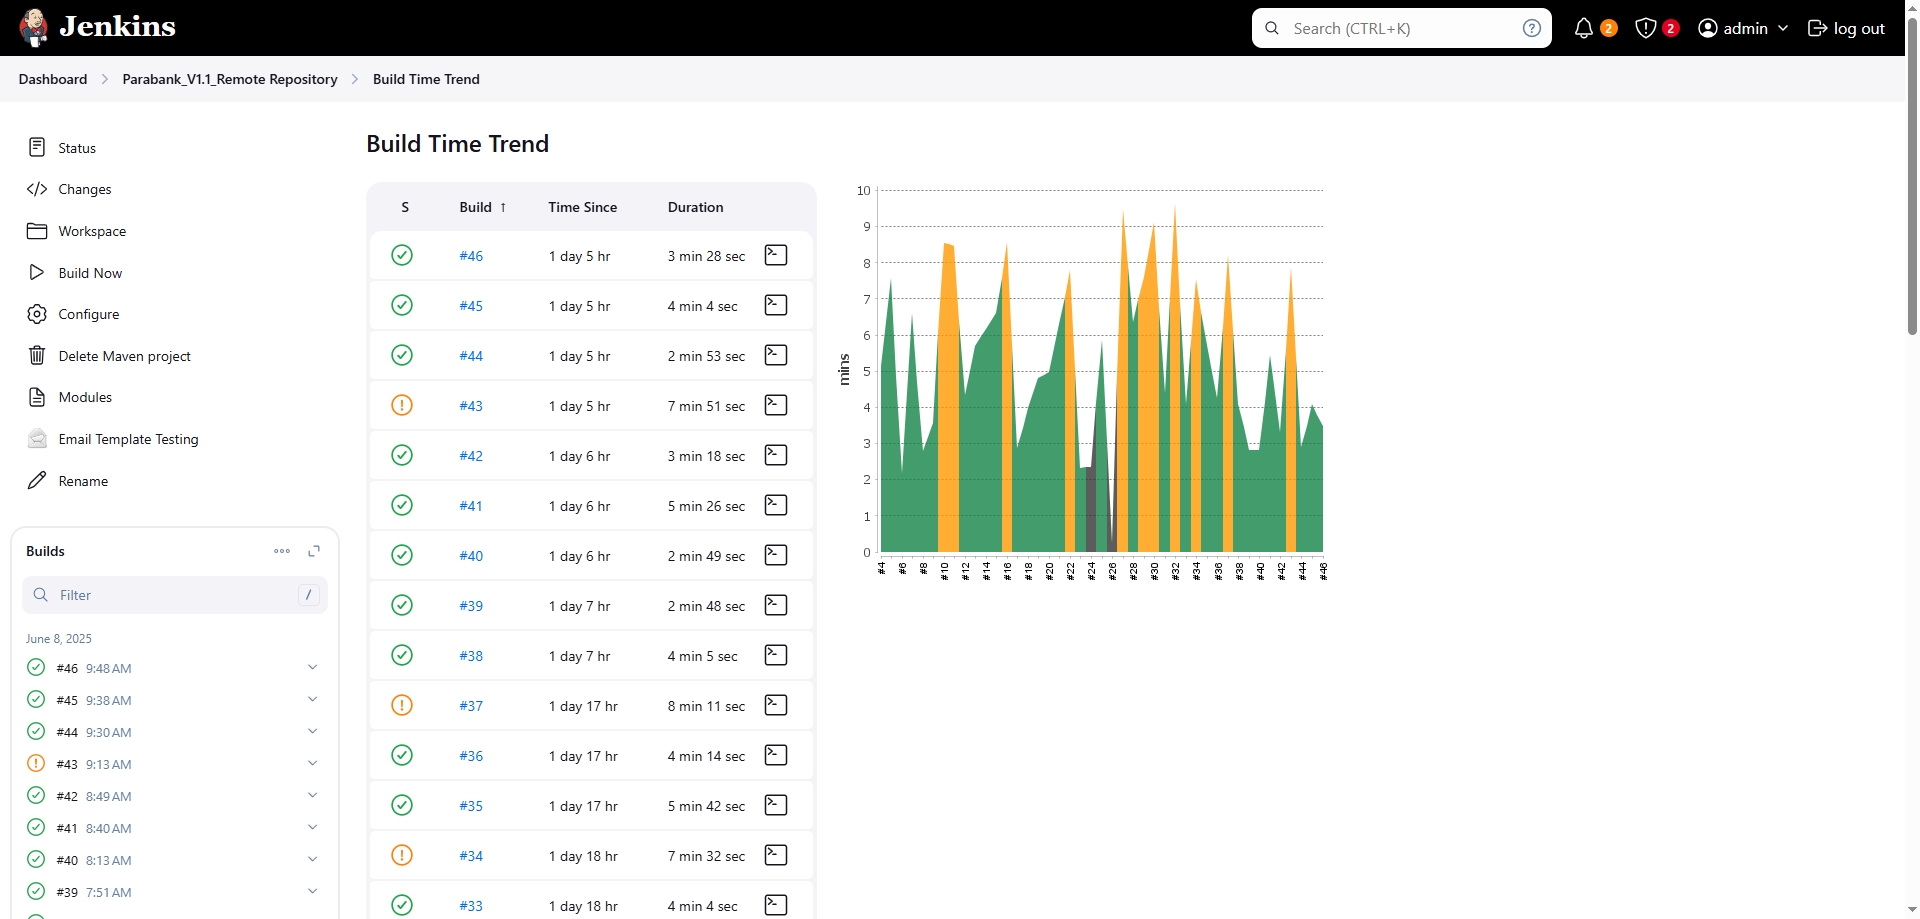 Jenkins
Search (CTRL+K)
?
2
2
admin
log out
Dashboard
Parabank_V1.1_Remote Repository
Build Time Trend
Status
Changes
Workspace
Build Now
Configure
Delete Maven project
Modules
Email Template Testing
Rename
Builds
Filter
/
June 8, 2025
#46 9:48 AM
#45 9:38 AM
#44 9:30 AM
#43 9:13 AM
#42 8:49 AM
#41 8:40 AM
#40 8:13 AM
#39 7:51 AM
Build Time Trend
S Build ↑ Time Since Duration
#46 1 day 5 hr 3 min 28 sec
#45 1 day 5 hr 4 min 4 sec
#44 1 day 5 hr 2 min 53 sec
#43 1 day 5 hr 7 min 51 sec
#42 1 day 6 hr 3 min 18 sec
#41 1 day 6 hr 5 min 26 sec
#40 1 day 6 hr 2 min 49 sec
#39 1 day 7 hr 2 min 48 sec
#38 1 day 7 hr 4 min 5 sec
#37 1 day 17 hr 8 min 11 sec
#36 1 day 17 hr 4 min 14 sec
#35 1 day 17 hr 5 min 42 sec
#34 1 day 18 hr 7 min 32 sec
#33 1 day 18 hr 4 min 4 sec
mins
10
9
8
7
6
5
4
3
2
1
0
#4
#6
#8
#10
#12
#14
#16
#18
#20
#22
#24
#26
#28
#30
#32
#34
#36
#38
#40
#42
#44
#46